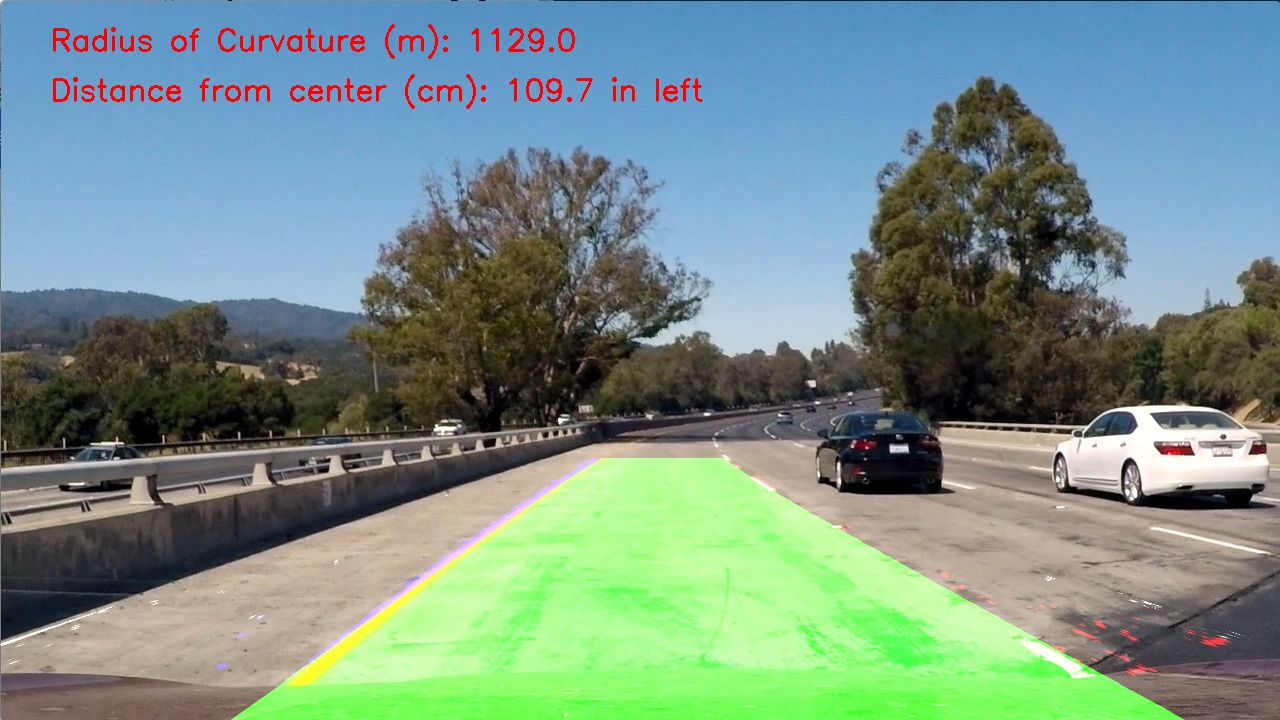 Radius of Curvature (m): 1129.0
Distance from center (cm): 109.7 in left